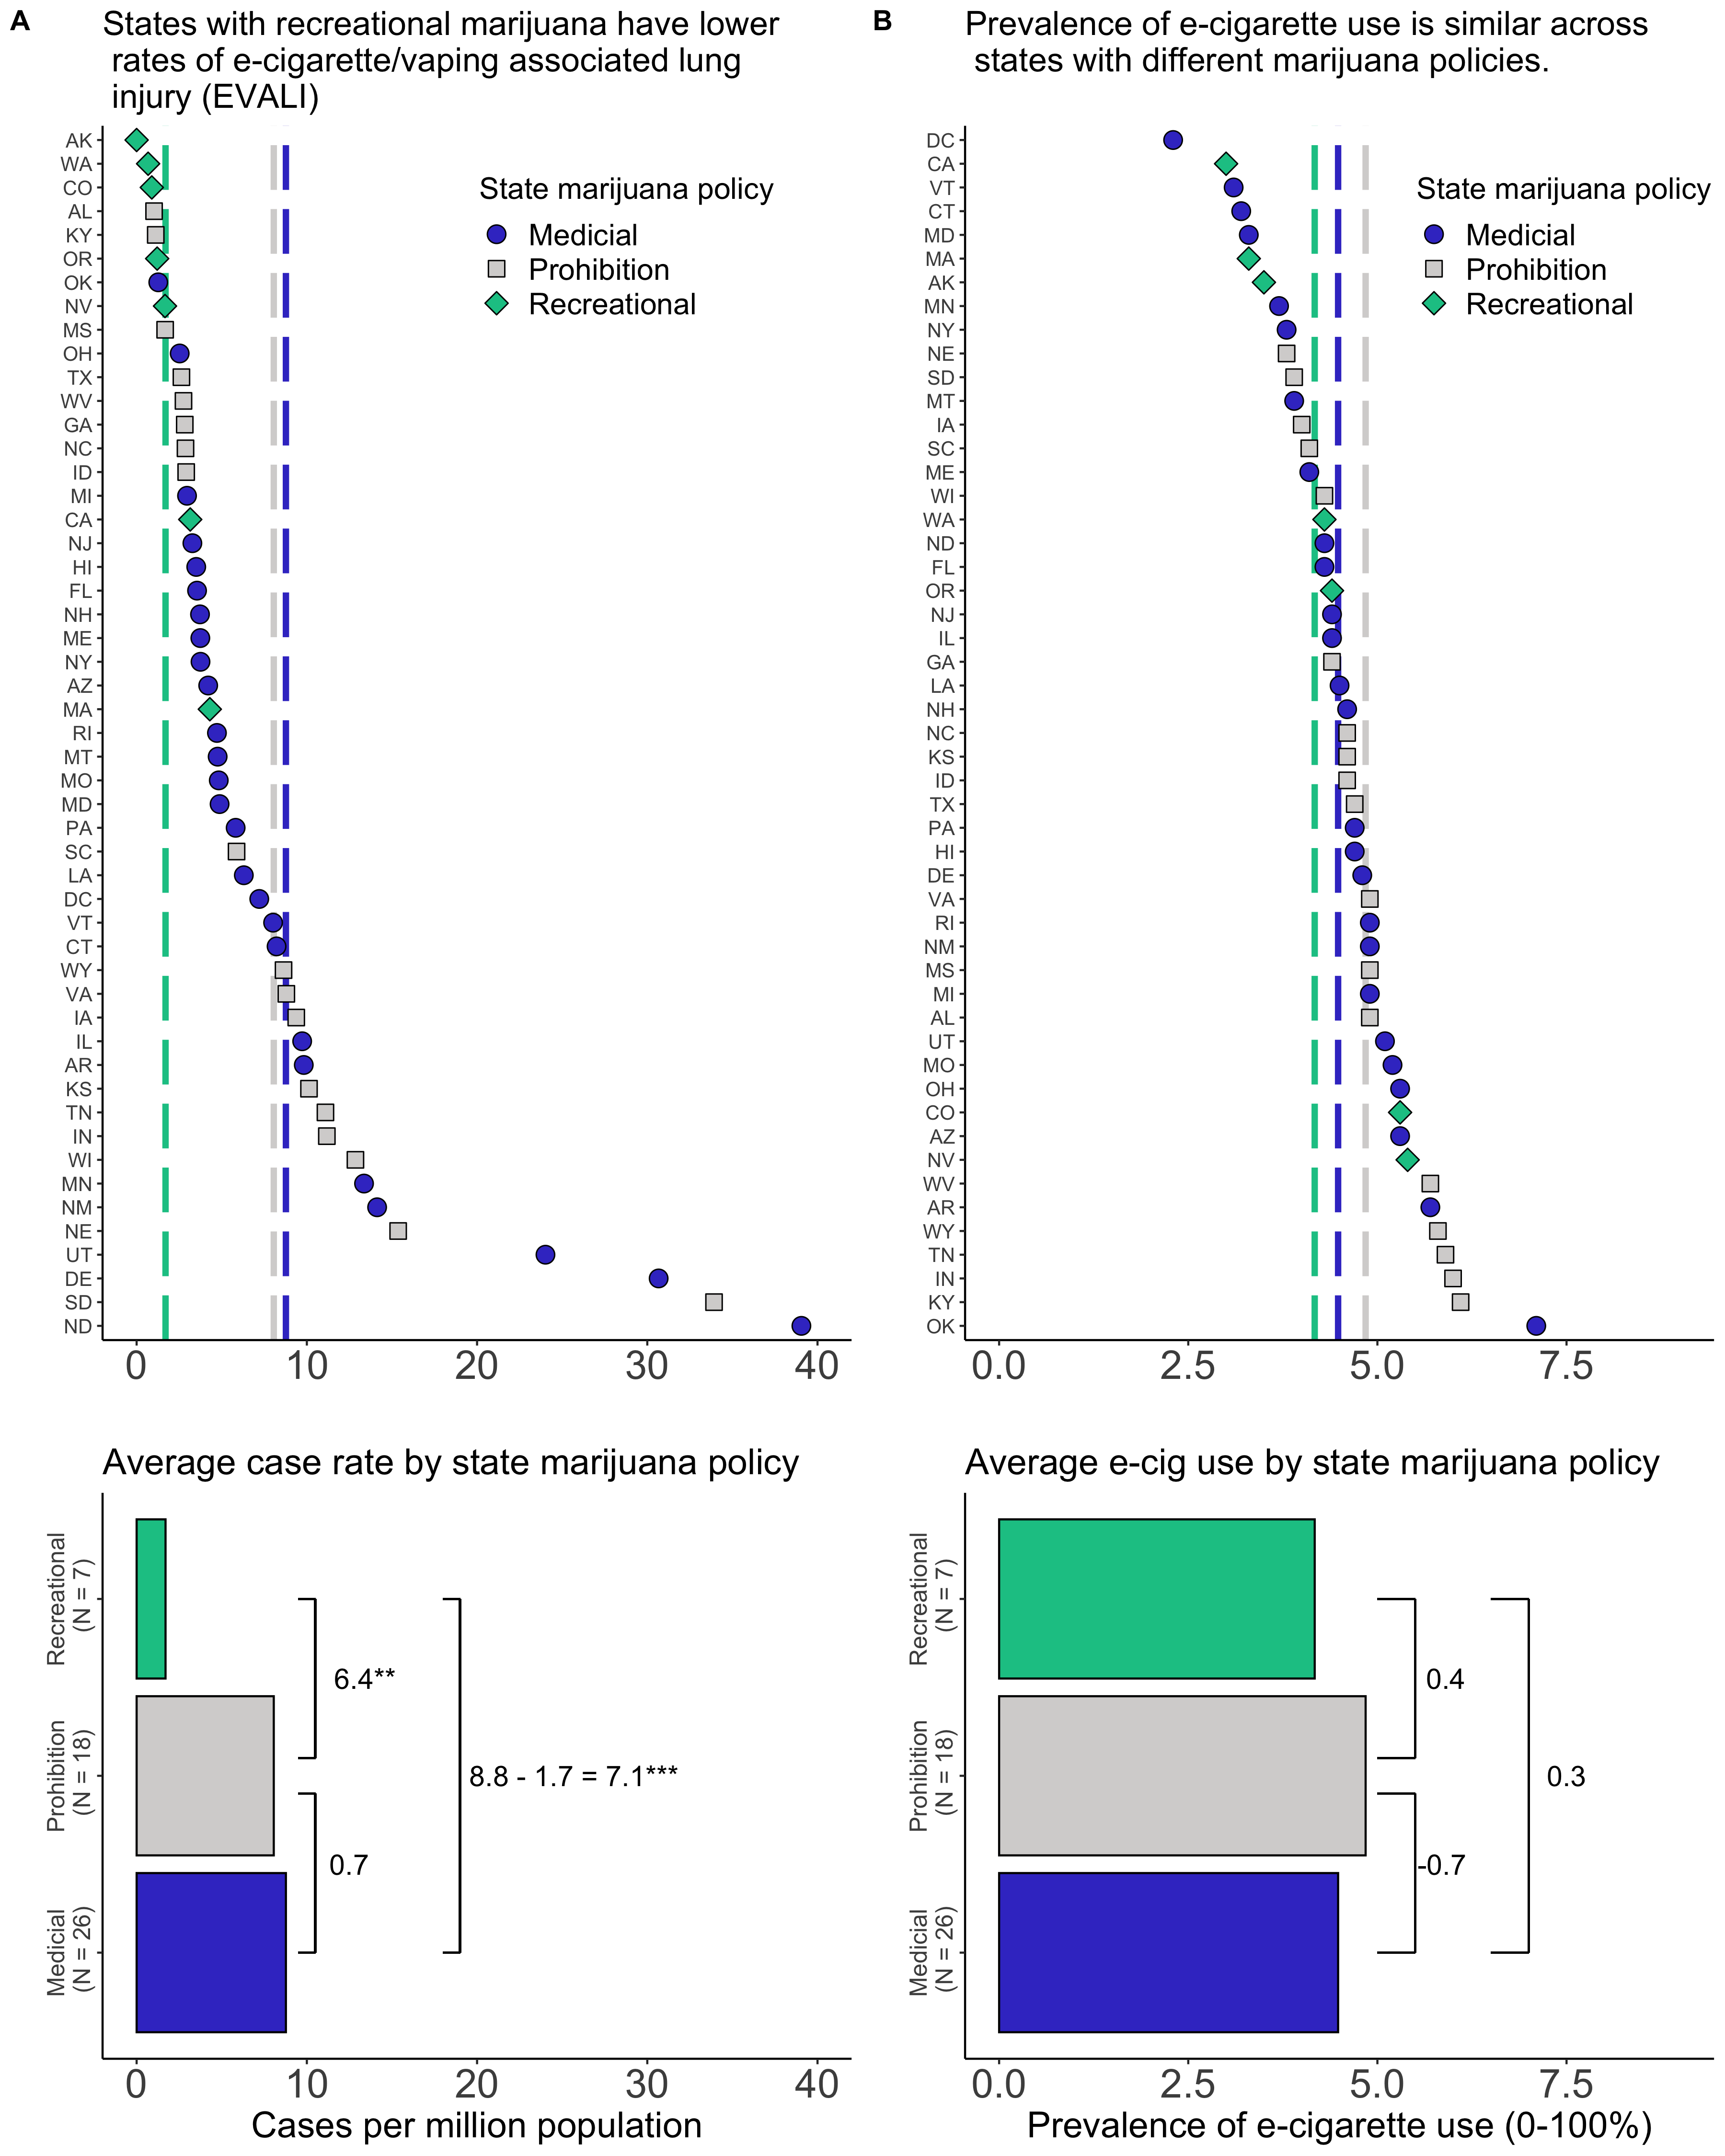 A
States with recreational marijuana have lower
rates of e-cigarette/vaping associated lung
injury (EVALI)
AK
WA
CO
AL
KY
OR
OK
NV
MS
OH
TX
WV
GA
NC
ID
MI
CA
NJ
HI
FL
NH
ME
NY
AZ
MA
RI
MT
MO
MD
PA
SC
LA
DC
VT
CT
WY
VA
IA
IL
AR
KS
TN
IN
WI
MN
NM
NE
UT
DE
SD
ND
State marijuana policy
Medicial
Prohibition
Recreational
0 10 20 30 40
B
Prevalence of e-cigarette use is similar across
states with different marijuana policies.
DC
CA
VT
CT
MD
MA
AK
MN
NY
NE
SD
MT
IA
SC
ME
WI
WA
ND
FL
OR
NJ
IL
GA
LA
NH
NC
KS
ID
TX
PA
HI
DE
VA
RI
NM
MS
MI
AL
UT
MO
OH
CO
AZ
NV
WV
AR
WY
TN
IN
KY
OK
State marijuana policy
Medicial
Prohibition
Recreational
0.0 2.5 5.0 7.5
Average case rate by state marijuana policy
Recreational
(N = 7)
Prohibition
(N = 18)
Medicial
(N = 26)
6.4**
8.8 - 1.7 = 7.1***
0.7
0 10 20 30 40
Cases per million population
Average e-cig use by state marijuana policy
Recreational
(N = 7)
Prohibition
(N = 18)
Medicial
(N = 26)
0.4
0.3
-0.7
0.0 2.5 5.0 7.5
Prevalence of e-cigarette use (0-100%)